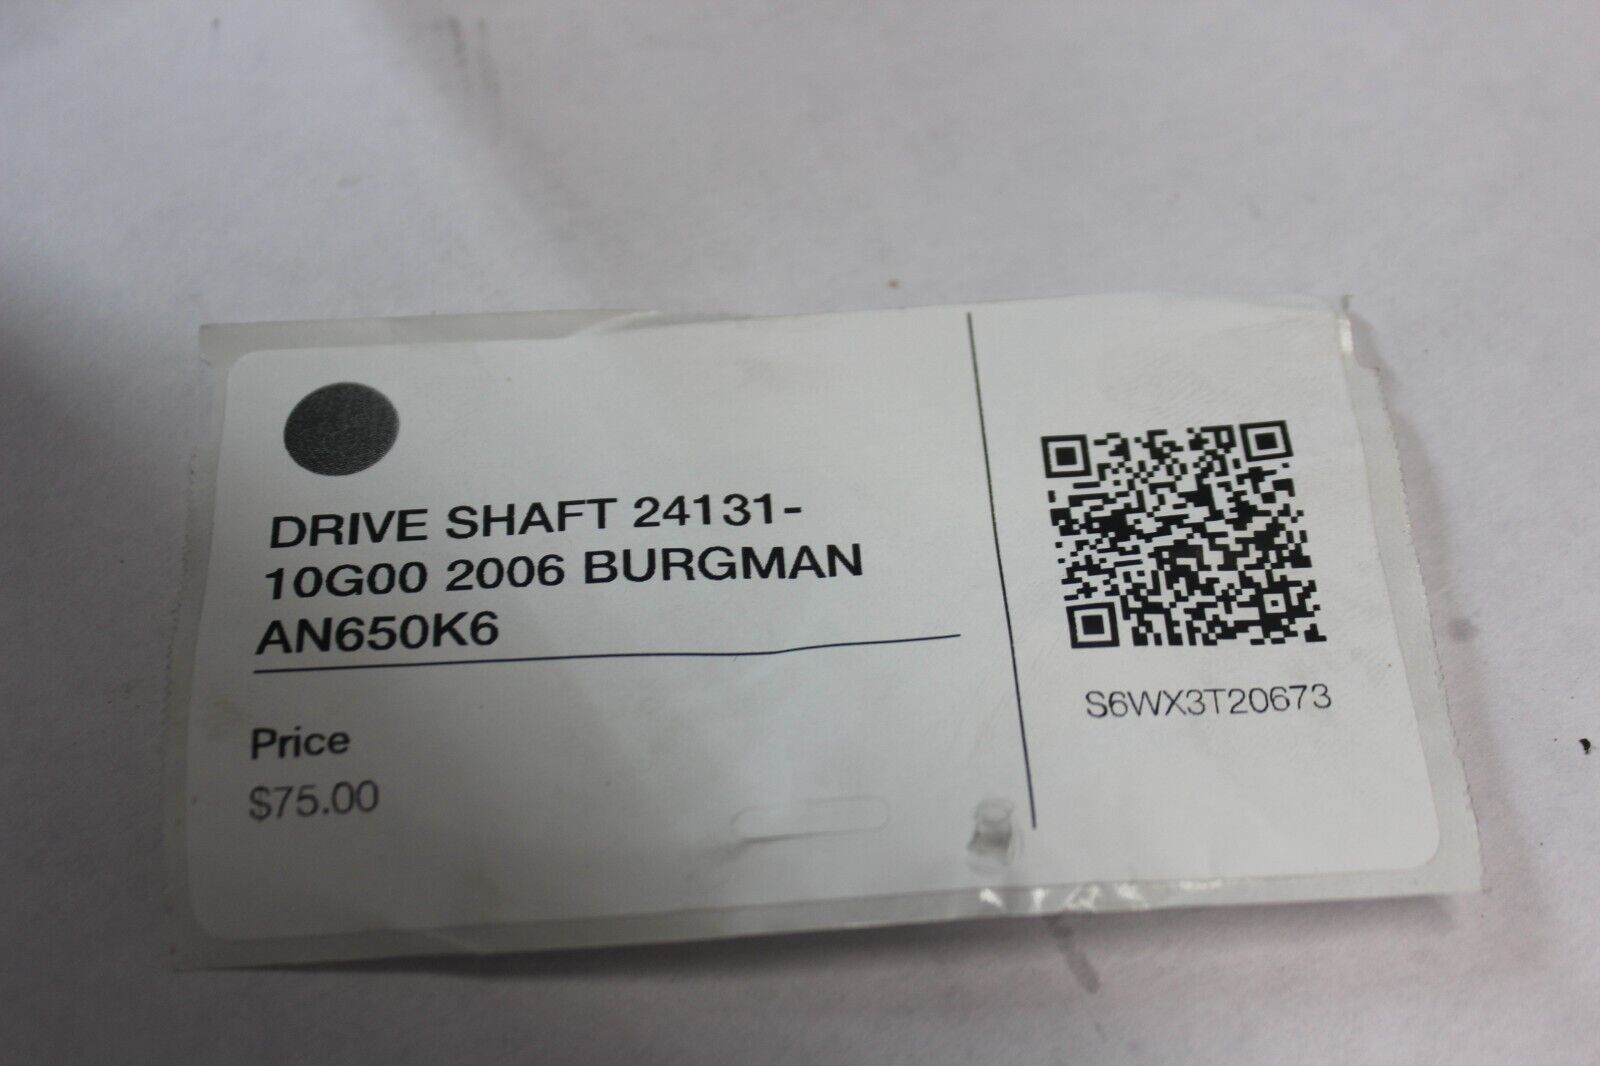 DRIVE SHAFT 24131-
10G00 2006 BURGMAN
AN650K6
Price
$75.00
S6WX3T20673